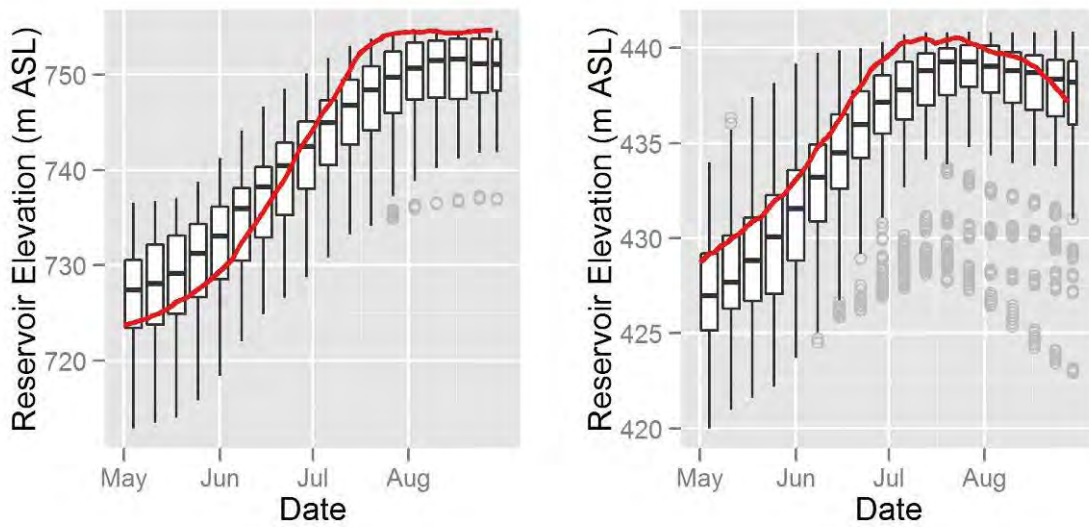 Reservoir Elevation (m ASL)
750
740
730
720
May
Jun
Jul
Aug
Date
Reservoir Elevation (m ASL)
440
435
430
425
420
May
Jun
Jul
Aug
Date